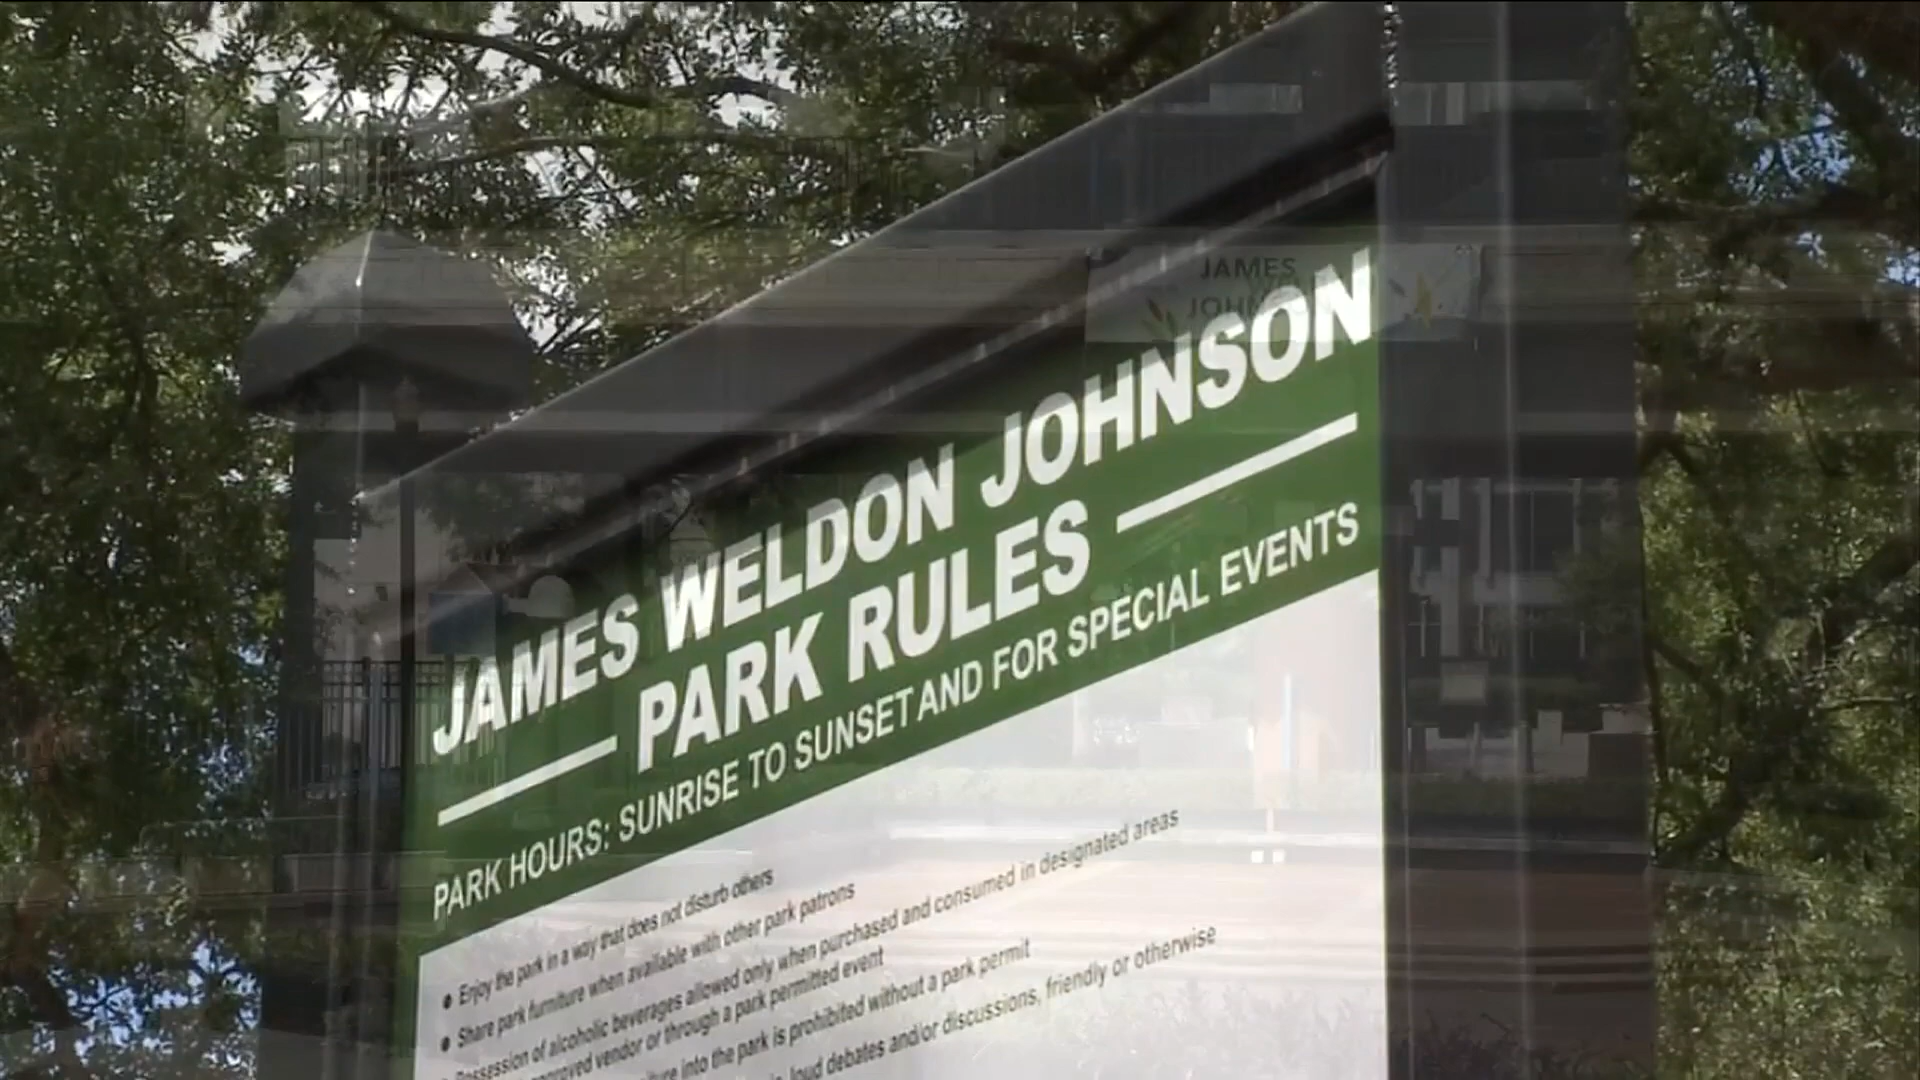 JAMES
JOHNSON
JAMES WELDON JOHNSON
PARK RULES
PARK HOURS: SUNRISE TO SUNSET AND FOR SPECIAL EVENTS
• Enjoy the park in a way that does not disturb others
• Share park furniture when available with other park patrons
• Possession of alcoholic beverages allowed only when purchased and consumed in designated areas
approved vendor or through a park permitted event
into the park is prohibited without a park permit
loud debates and/or discussions, friendly or otherwise